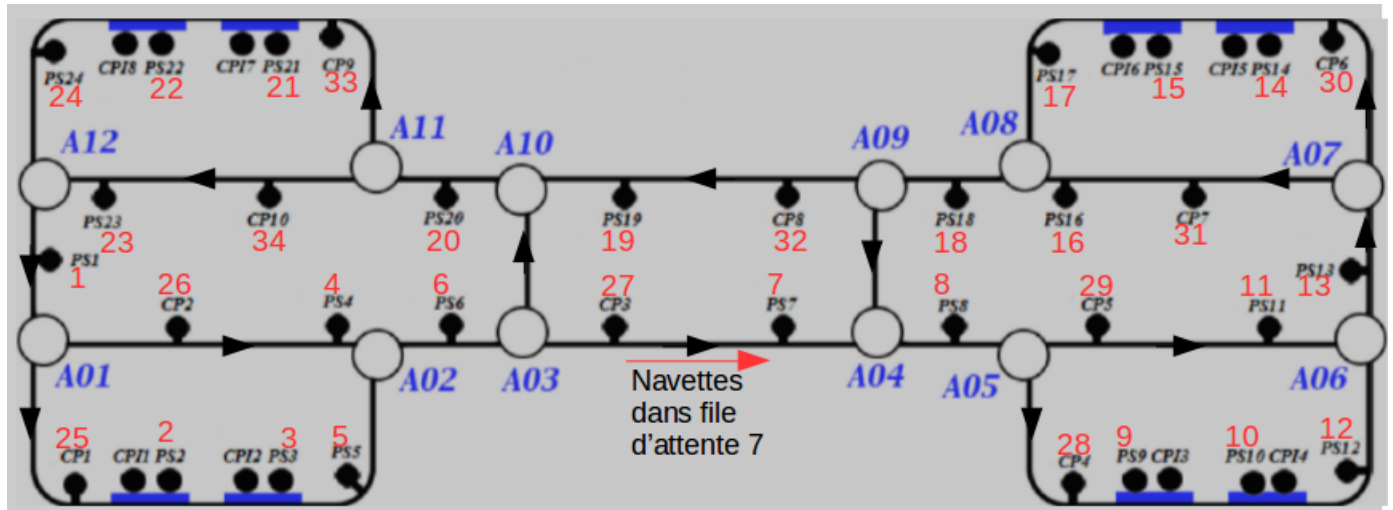 PS24 CPI8 PS22 CPI7 PS21 CP9
24 22 21 33
PS17 CPI6 PS15 CPI5 PS14 CP6
17 15 14 30
A12 A11 A10 A09 A08 A07
PS23 CP10 PS20 PS19 CP8 PS18 PS16 CP7
23 34 20 19 32 18 16 31
PS1
1
PS13
13
26 4 6 27 7 8 29 11
CP2 PS4 PS6 CP3 PS7 PS8 CP5 PS11
A01 A02 A03 A04 A05 A06
Navettes
dans file
d'attente 7
25 2 3 5
CP1 CPI1 PS2 CPI2 PS3 PS5
28 9 10 12
CP4 PS9 CPI3 PS10 CPI4 PS12